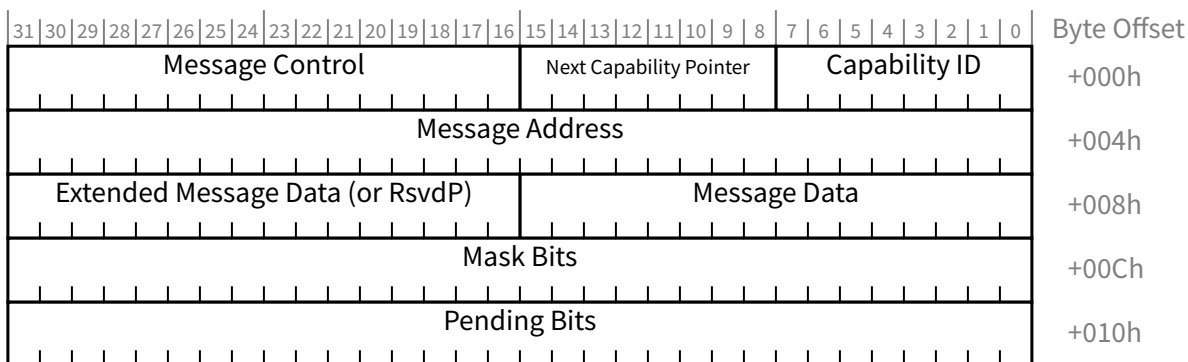 31 30 29 28 27 26 25 24 23 22 21 20 19 18 17 16 15 14 13 12 11 10 9 8 7 6 5 4 3 2 1 0 Byte Offset
Message Control Next Capability Pointer Capability ID +000h
Message Address +004h
Extended Message Data (or RsvdP) Message Data +008h
Mask Bits +00Ch
Pending Bits +010h